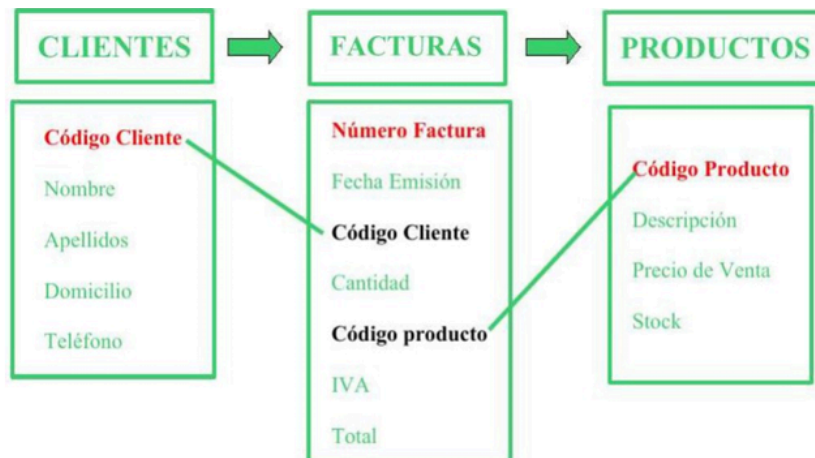 CLIENTES
FACTURAS
PRODUCTOS
Código Cliente
Nombre
Apellidos
Domicilio
Teléfono
Número Factura
Fecha Emisión
Código Cliente
Cantidad
Código producto
IVA
Total
Código Producto
Descripción
Precio de Venta
Stock